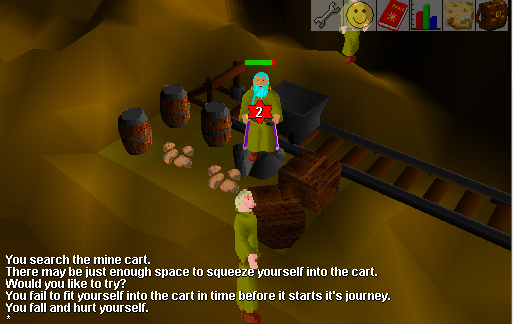 2
You search the mine cart.
There may be just enough space to squeeze yourself into the cart.
Would you like to try?
You fail to fit yourself into the cart in time before it starts it's journey.
You fall and hurt yourself.
*